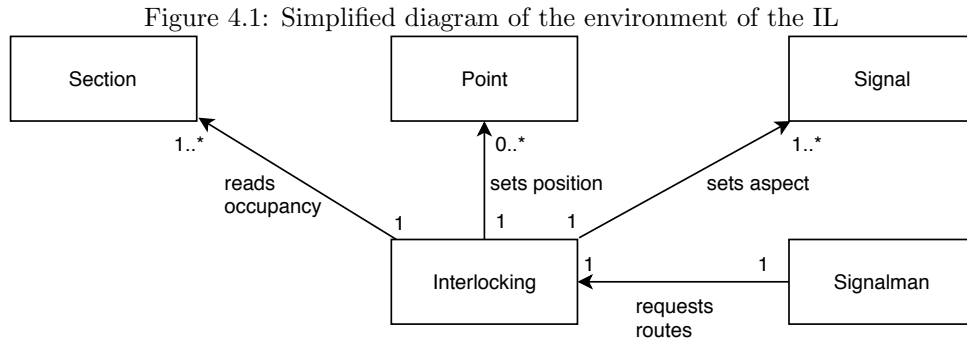 Figure 4.1: Simplified diagram of the environment of the IL
Section
Point
Signal
1..*
0..*
1..*
reads
occupancy
sets position
sets aspect
1
1
1
Interlocking
1
1
Signalman
requests
routes